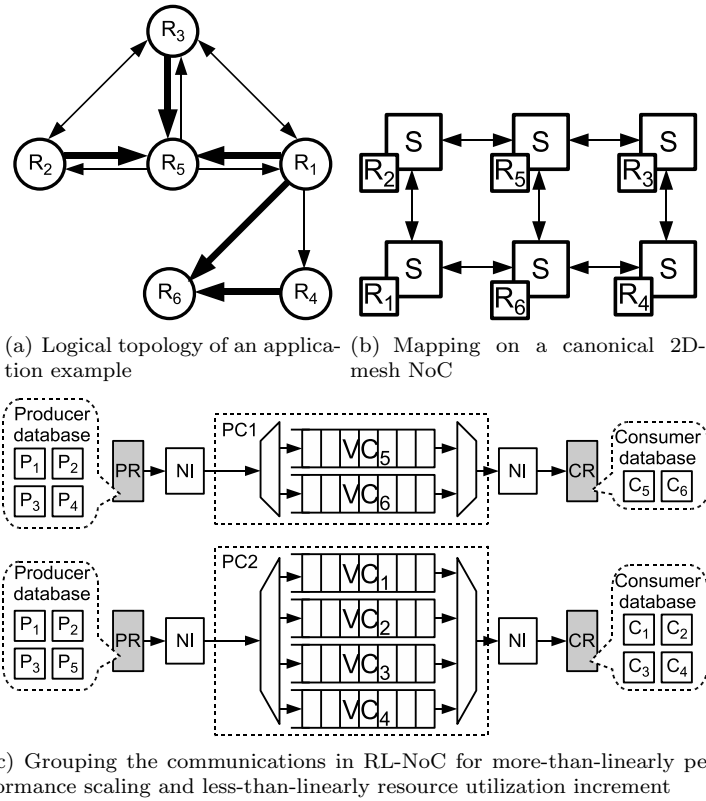 R3
R2
R5
R1
R6
R4
S
S
S
R2
R5
R3
S
S
S
R1
R6
R4
(a) Logical topology of an applica-
tion example
(b) Mapping on a canonical 2D-
mesh NoC
Producer
database
P1 P2
P3 P4
PR
NI
PC1
VC5
VC6
NI
CR
Consumer
database
C5 C6
Producer
database
P1 P2
P3 P5
PR
NI
PC2
VC1
VC2
VC3
VC4
NI
CR
Consumer
database
C1 C2
C3 C4
c) Grouping the communications in RL-NoC for more-than-linearly pe
ormance scaling and less-than-linearly resource utilization increment